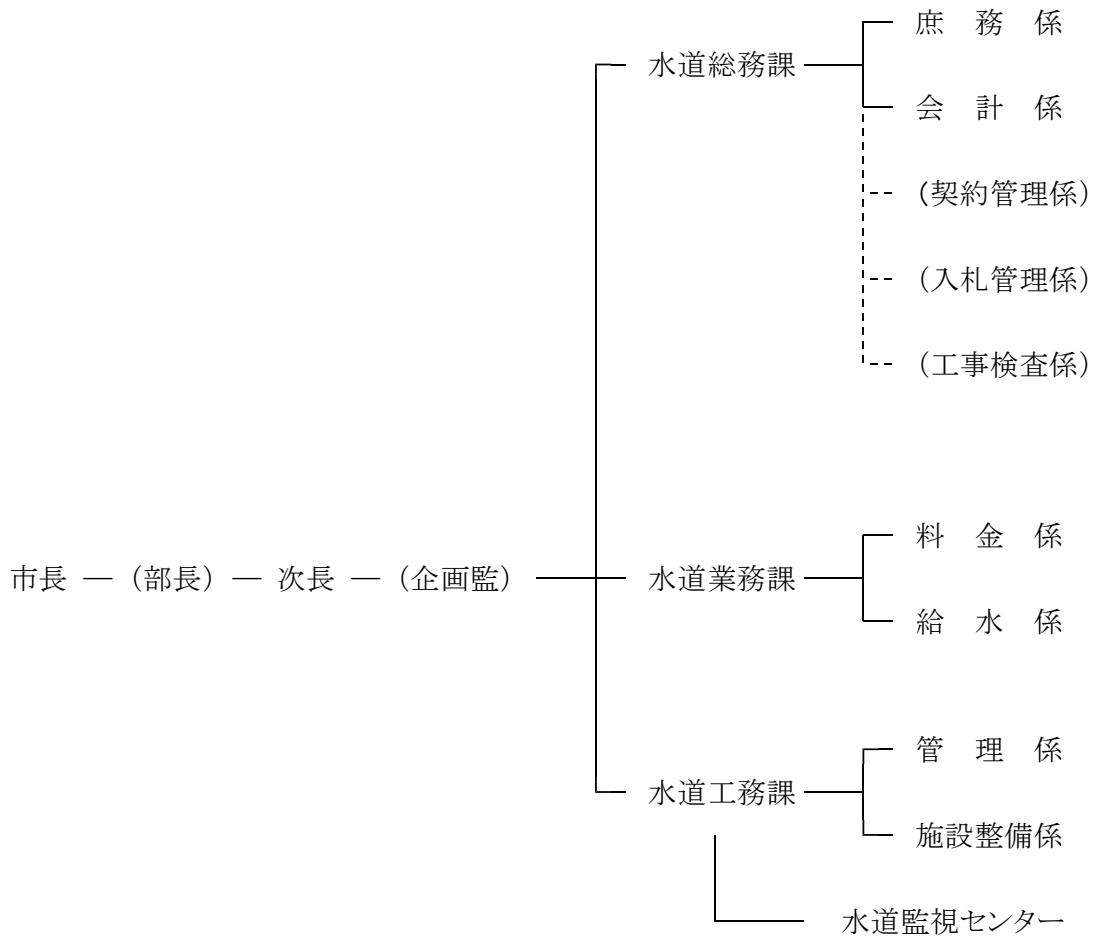 庶務係
水道総務課
会計係
(契約管理係)
(入札管理係)
(工事検査係)
料金係
市長 ― (部長) ― 次長 ― (企画監) 水道業務課
給水係
管理係
水道工務課
施設整備係
水道監視センター